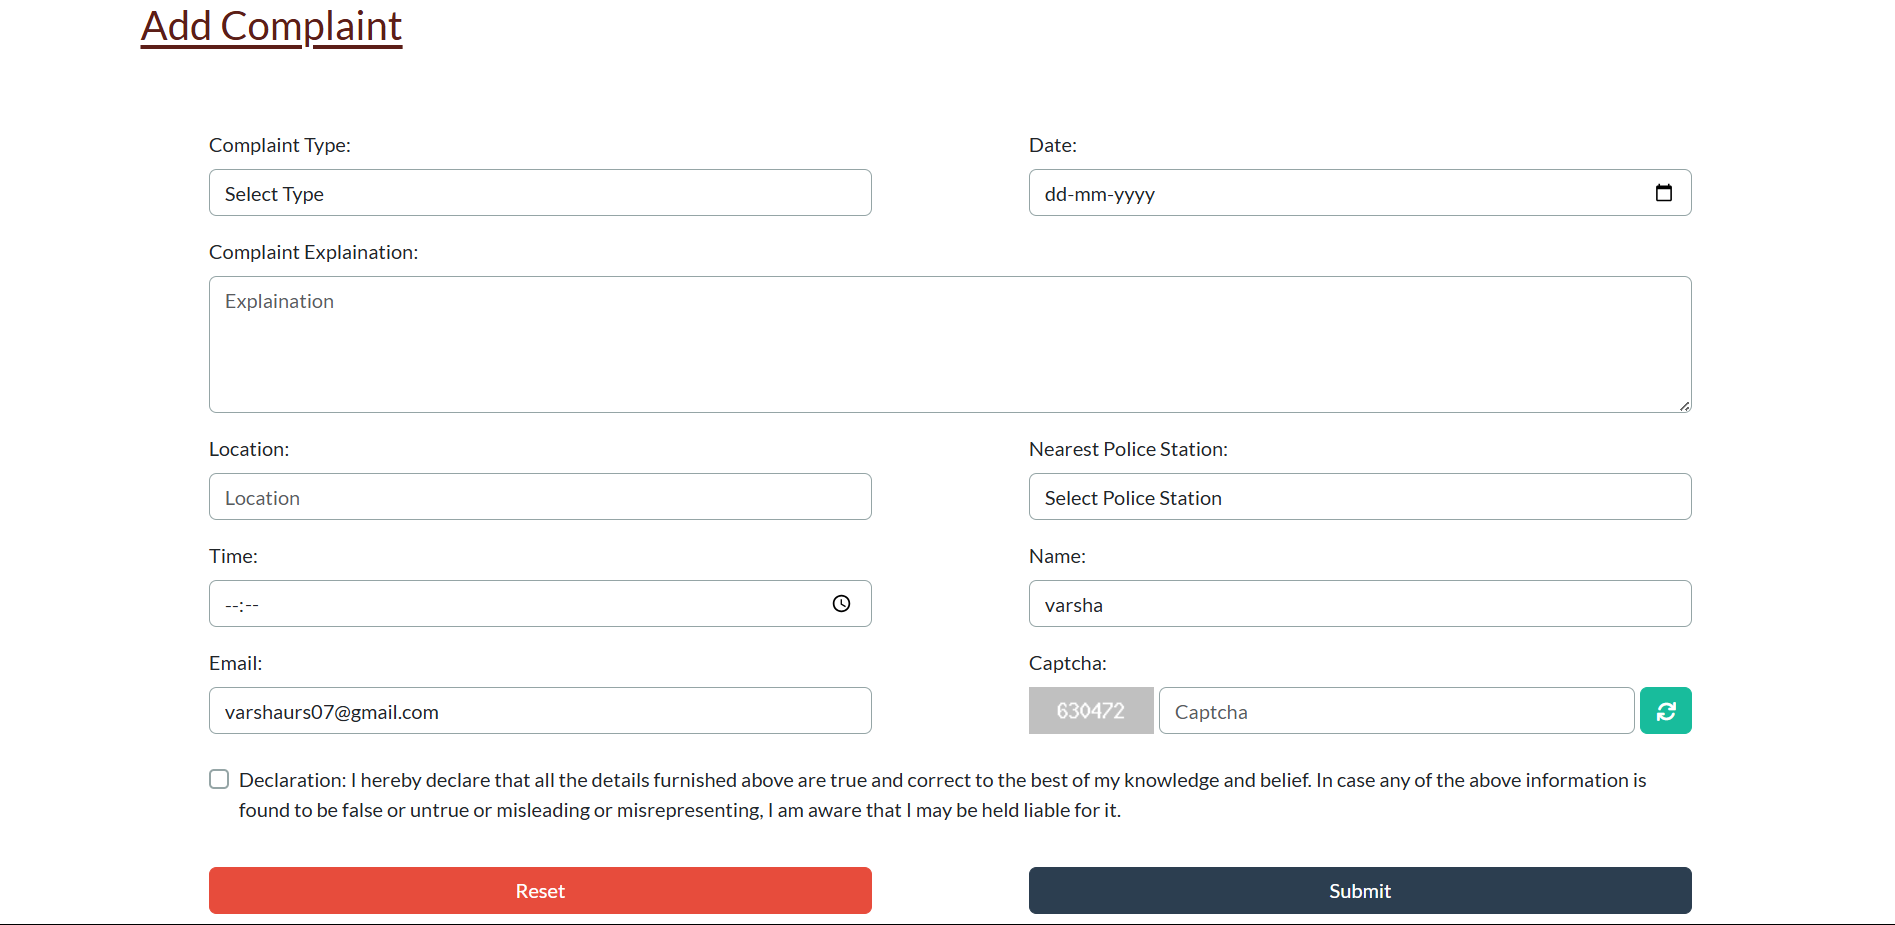 Add Complaint
Complaint Type:
Date:
Select Type
dd-mm-yyyy
Complaint Explaination:
Explaination
Location:
Nearest Police Station:
Location
Select Police Station
Time:
Name:
--:--
varsha
Email:
Captcha:
varshaurs07@gmail.com
630472
Captcha
Declaration: I hereby declare that all the details furnished above are true and correct to the best of my knowledge and belief. In case any of the above information is
found to be false or untrue or misleading or misrepresenting, I am aware that I may be held liable for it.
Reset
Submit